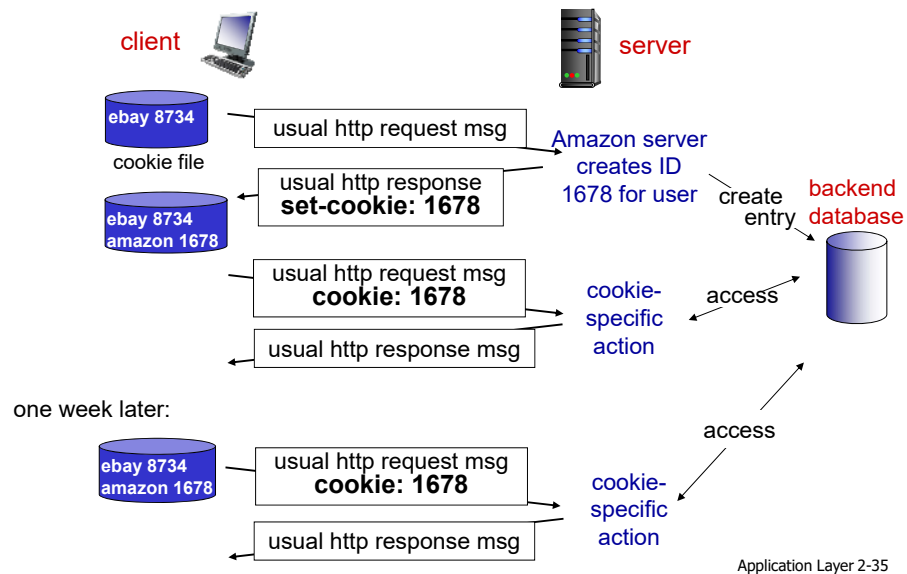 client
server
ebay 8734
cookie file
usual http request msg
Amazon server
creates ID
1678 for user
usual http response
set-cookie: 1678
ebay 8734
amazon 1678
create
entry
backend
database
usual http request msg
cookie: 1678
cookie-
specific
action
access
usual http response msg
one week later:
access
ebay 8734
amazon 1678
usual http request msg
cookie: 1678
cookie-
specific
action
usual http response msg
Application Layer 2-35